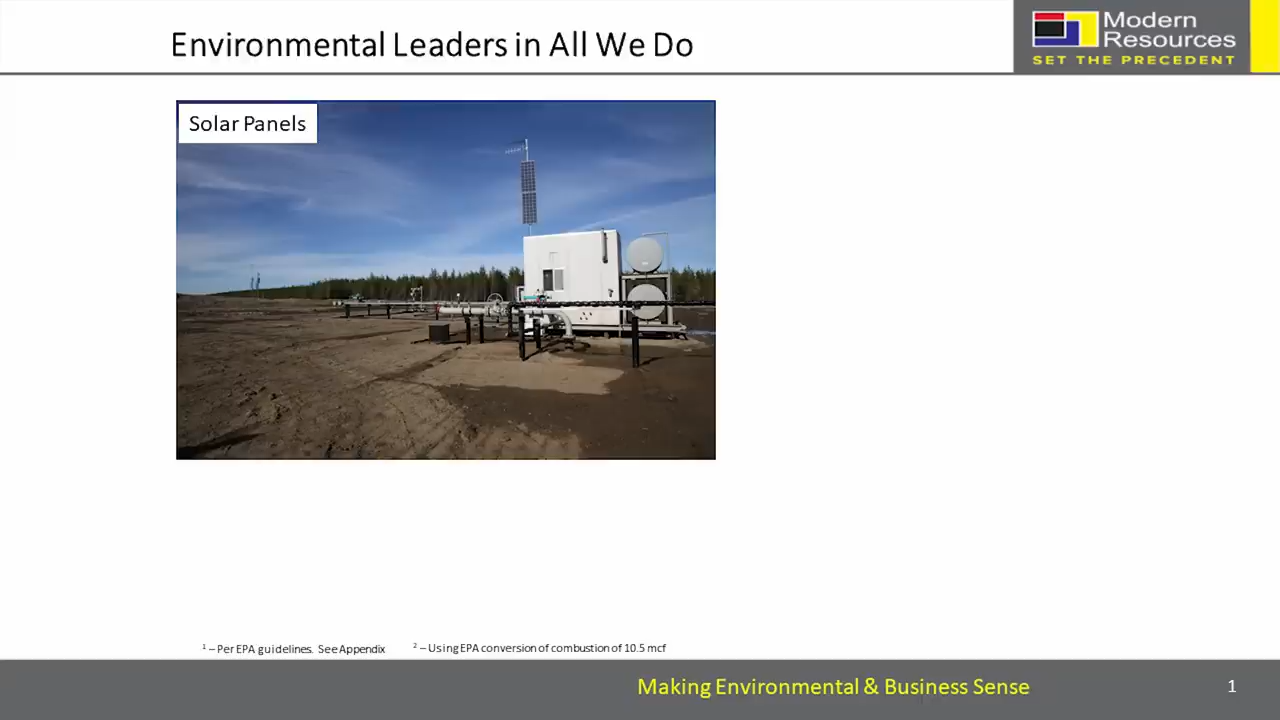 Environmental Leaders in All We Do
Modern
Resources
SET THE PRECEDENT
Solar Panels
1 – Per EPA guidelines. See Appendix
2 – Using EPA conversion of combustion of 10.5 mcf
Making Environmental & Business Sense
1